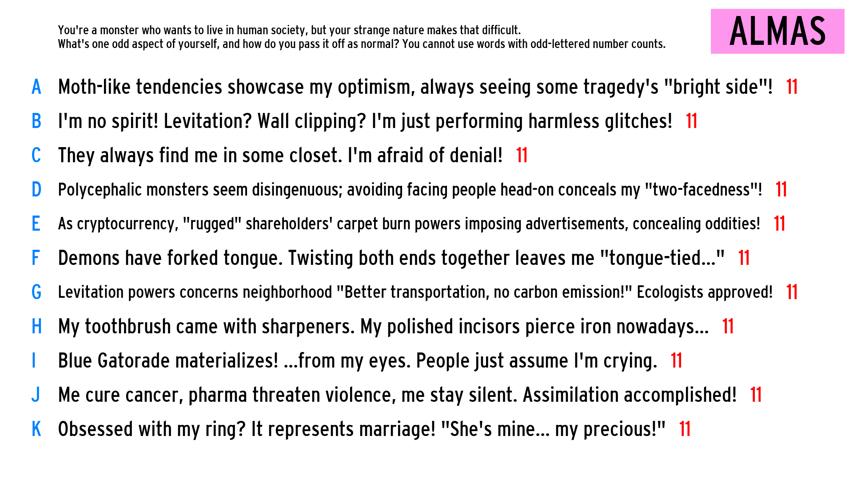 You're a monster who wants to live in human society, but your strange nature makes that difficult.
What's one odd aspect of yourself, and how do you pass it off as normal? You cannot use words with odd-lettered number counts.
ALMAS
A Moth-like tendencies showcase my optimism, always seeing some tragedy's "bright side"! 11
B I'm no spirit! Levitation? Wall clipping? I'm just performing harmless glitches! 11
C They always find me in some closet. I'm afraid of denial! 11
D Polycephalic monsters seem disingenuous; avoiding facing people head-on conceals my "two-facedness"! 11
E As cryptocurrency, "rugged" shareholders' carpet burn powers imposing advertisements, concealing oddities! 11
F Demons have forked tongue. Twisting both ends together leaves me "tongue-tied..." 11
G Levitation powers concerns neighborhood "Better transportation, no carbon emission!" Ecologists approved! 11
H My toothbrush came with sharpeners. My polished incisors pierce iron nowadays... 11
I Blue Gatorade materializes! ...from my eyes. People just assume I'm crying. 11
J Me cure cancer, pharma threaten violence, me stay silent. Assimilation accomplished! 11
K Obsessed with my ring? It represents marriage! "She's mine... my precious!" 11